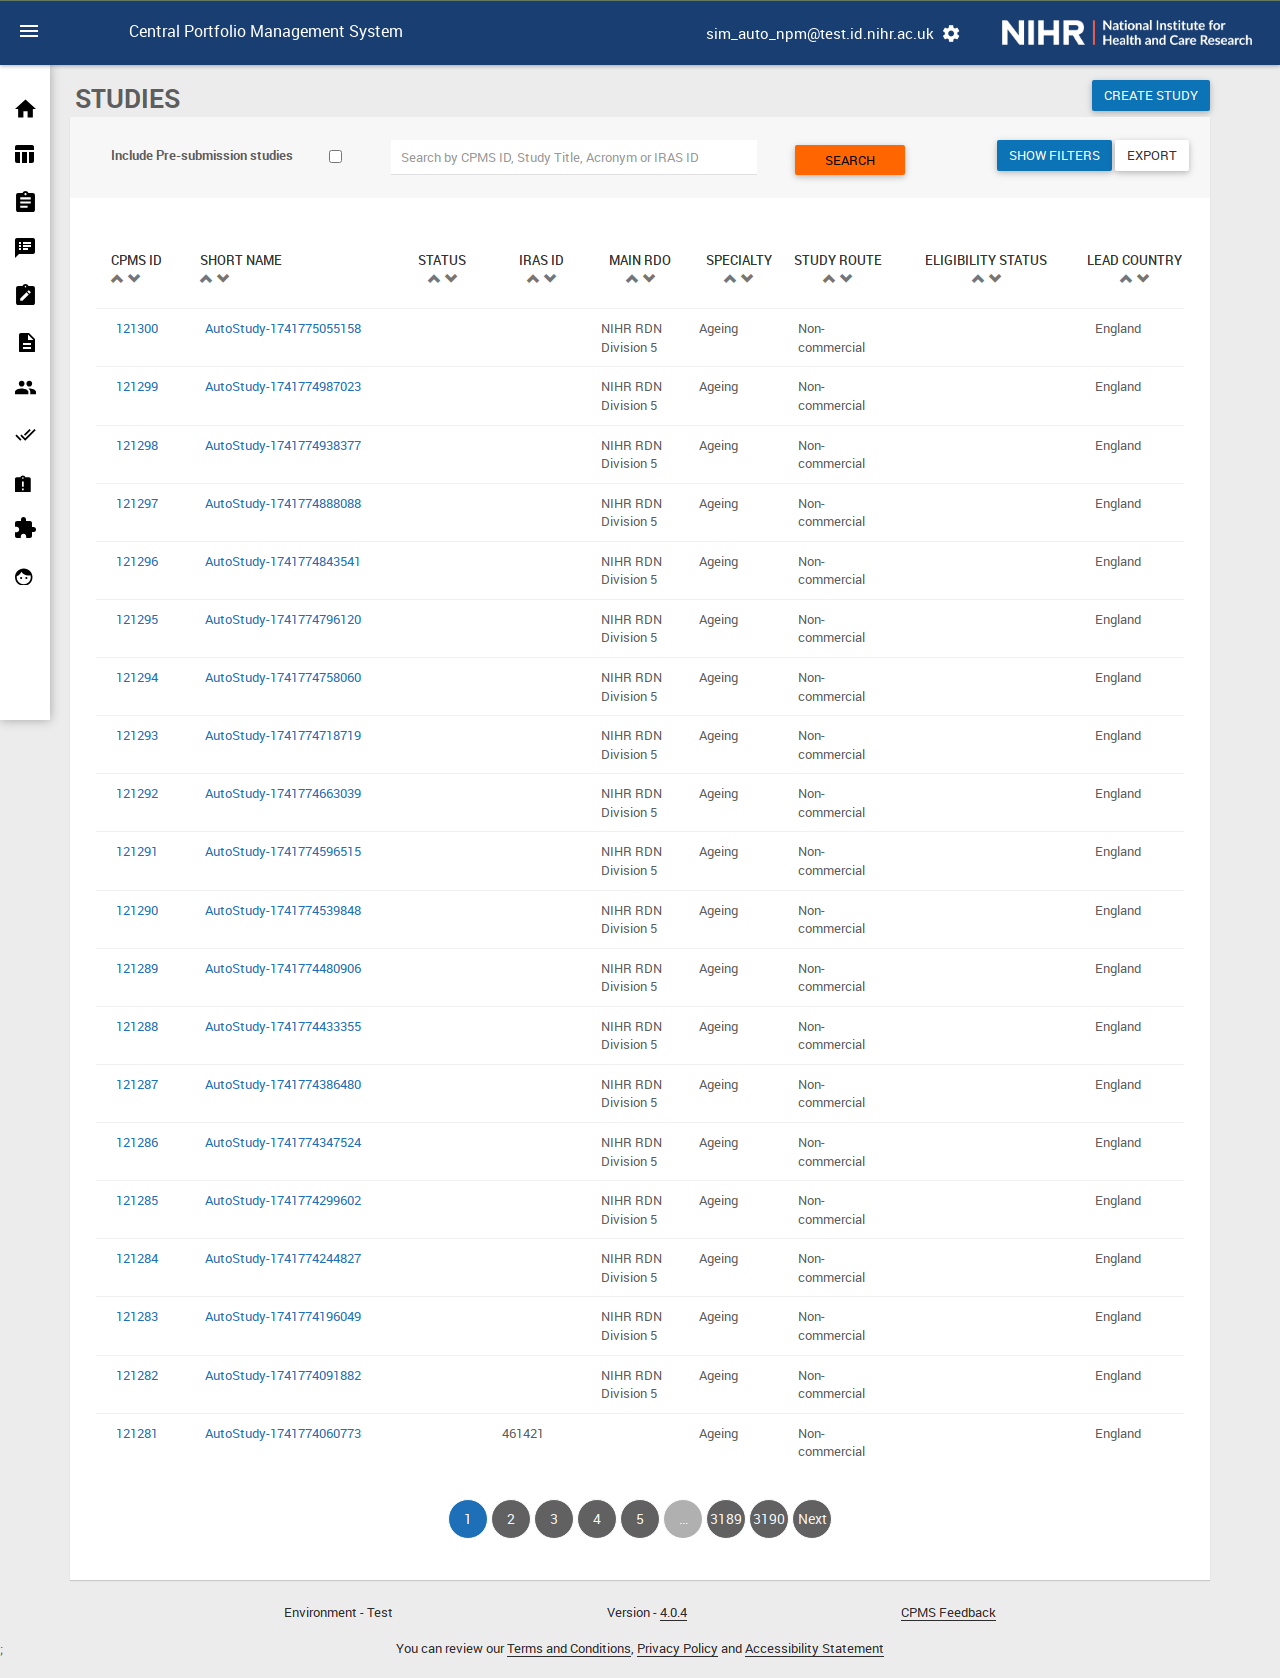 Central Portfolio Management System
sim_auto_npm@test.id.nihr.ac.uk
NIHR | National Institute for
Health and Care Research
STUDIES
CREATE STUDY
Include Pre-submission studies
Search by CPMS ID, Study Title, Acronym or IRAS ID
SEARCH
SHOW FILTERS
EXPORT
CPMS ID SHORT NAME STATUS IRAS ID MAIN RDO SPECIALTY STUDY ROUTE ELIGIBILITY STATUS LEAD COUNTRY
121300 AutoStudy-1741775055158 NIHR RDN Ageing Non- England
Division 5 commercial
121299 AutoStudy-1741774987023 NIHR RDN Ageing Non- England
Division 5 commercial
121298 AutoStudy-1741774938377 NIHR RDN Ageing Non- England
Division 5 commercial
121297 AutoStudy-1741774888088 NIHR RDN Ageing Non- England
Division 5 commercial
121296 AutoStudy-1741774843541 NIHR RDN Ageing Non- England
Division 5 commercial
121295 AutoStudy-1741774796120 NIHR RDN Ageing Non- England
Division 5 commercial
121294 AutoStudy-1741774758060 NIHR RDN Ageing Non- England
Division 5 commercial
121293 AutoStudy-1741774718719 NIHR RDN Ageing Non- England
Division 5 commercial
121292 AutoStudy-1741774663039 NIHR RDN Ageing Non- England
Division 5 commercial
121291 AutoStudy-1741774596515 NIHR RDN Ageing Non- England
Division 5 commercial
121290 AutoStudy-1741774539848 NIHR RDN Ageing Non- England
Division 5 commercial
121289 AutoStudy-1741774480906 NIHR RDN Ageing Non- England
Division 5 commercial
121288 AutoStudy-1741774433355 NIHR RDN Ageing Non- England
Division 5 commercial
121287 AutoStudy-1741774386480 NIHR RDN Ageing Non- England
Division 5 commercial
121286 AutoStudy-1741774347524 NIHR RDN Ageing Non- England
Division 5 commercial
121285 AutoStudy-1741774299602 NIHR RDN Ageing Non- England
Division 5 commercial
121284 AutoStudy-1741774244827 NIHR RDN Ageing Non- England
Division 5 commercial
121283 AutoStudy-1741774196049 NIHR RDN Ageing Non- England
Division 5 commercial
121282 AutoStudy-1741774091882 NIHR RDN Ageing Non- England
Division 5 commercial
121281 AutoStudy-1741774060773 461421 Ageing Non- England
commercial
1 2 3 4 5 ... 3189 3190 Next
Environment - Test Version - 4.0.4 CPMS Feedback
You can review our Terms and Conditions, Privacy Policy and Accessibility Statement
;